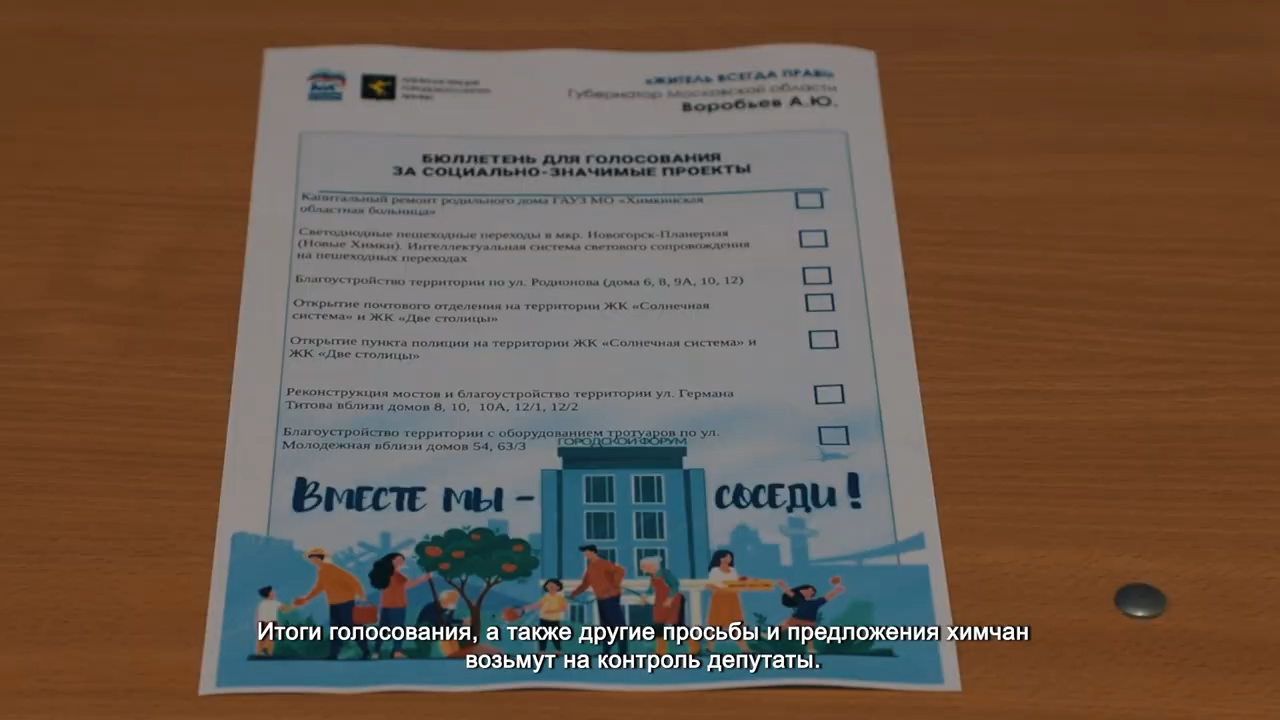 «ЖИТЕЛЬ ВСЕГДА ПРАВ!»
Губернатор Московской области
Воробьев А.Ю.
БЮЛЛЕТЕНЬ ДЛЯ ГОЛОСОВАНИЯ
ЗА СОЦИАЛЬНО-ЗНАЧИМЫЕ ПРОЕКТЫ
Капитальный ремонт родильного дома ГАУЗ МО «Химкинская
областная больница»
Светодиодные пешеходные переходы в мкр. Новогорск-Планерная
(Новые Химки). Интеллектуальная система светового сопровождения
на пешеходных переходах
Благоустройство территории по ул. Родионова (дома 6, 8, 9А, 10, 12)
Открытие почтового отделения на территории ЖК «Солнечная
система» и ЖК «Две столицы»
Открытие пункта полиции на территории ЖК «Солнечная система» и
ЖК «Две столицы»
Реконструкция мостов и благоустройство территории ул. Германа
Титова вблизи домов 8, 10, 10А, 12/1, 12/2
Благоустройство территории с оборудованием тротуаров по ул.
Молодежная вблизи домов 54, 63/3
ГОРОДСКОЙ ФОРУМ
ВМЕСТЕ МЫ - СОСЕДИ!
Итоги голосования, а также другие просьбы и предложения химчан
возьмут на контроль депутаты.